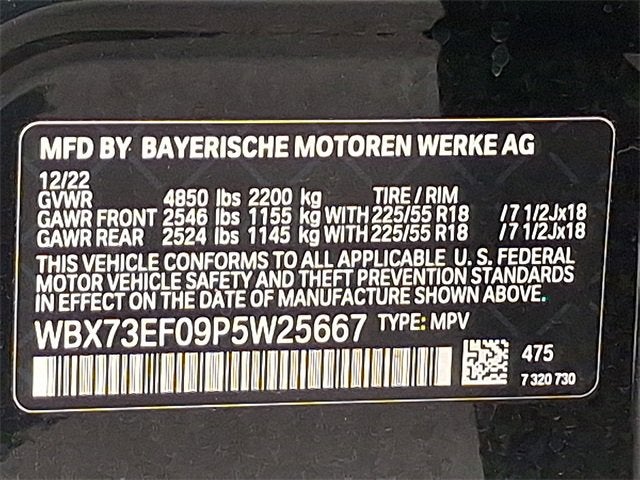 MFD BY BAYERISCHE MOTOREN WERKE AG
12/22
GVWR 4850 lbs 2200 kg TIRE / RIM
GAWR FRONT 2546 lbs 1155 kg WITH 225/55 R18 /7 1/2Jx18
GAWR REAR 2524 lbs 1145 kg WITH 225/55 R18 /7 1/2Jx18
THIS VEHICLE CONFORMS TO ALL APPLICABLE U. S. FEDERAL
MOTOR VEHICLE SAFETY AND THEFT PREVENTION STANDARDS
IN EFFECT ON THE DATE OF MANUFACTURE SHOWN ABOVE.
WBX73EF09P5W25667 TYPE: MPV
475
7 320 730